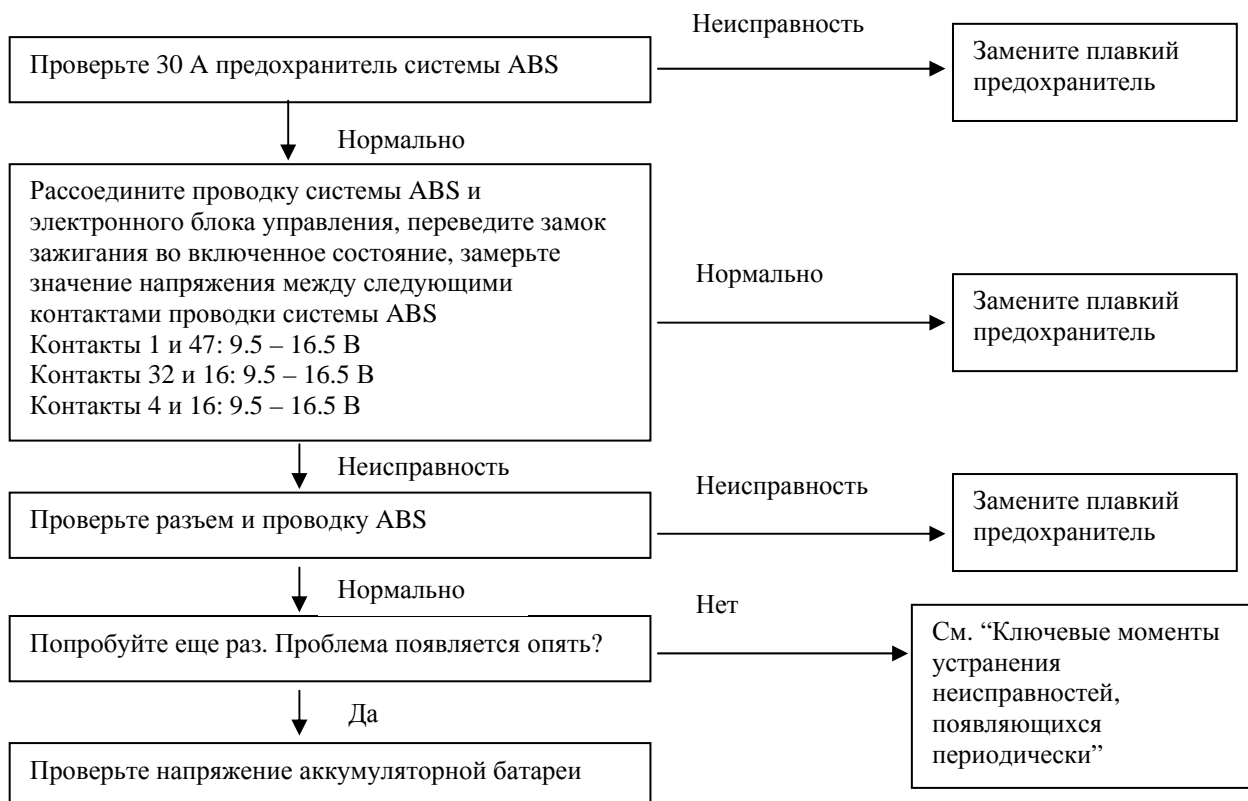 Неисправность
Проверьте 30 А предохранитель системы ABS
Замените плавкий
предохранитель
Нормально
Рассоедините проводку системы ABS и
электронного блока управления, переведите замок
зажигания во включенное состояние, замерьте
значение напряжения между следующими
контактами проводки системы ABS
Контакты 1 и 47: 9.5 – 16.5 В
Контакты 32 и 16: 9.5 – 16.5 В
Контакты 4 и 16: 9.5 – 16.5 В
Нормально
Замените плавкий
предохранитель
Неисправность
Проверьте разъем и проводку ABS
Неисправность
Замените плавкий
предохранитель
Нормально
Попробуйте еще раз. Проблема появляется опять?
Нет
См. “Ключевые моменты
устранения
неисправностей,
появляющихся
периодически”
Да
Проверьте напряжение аккумуляторной батареи